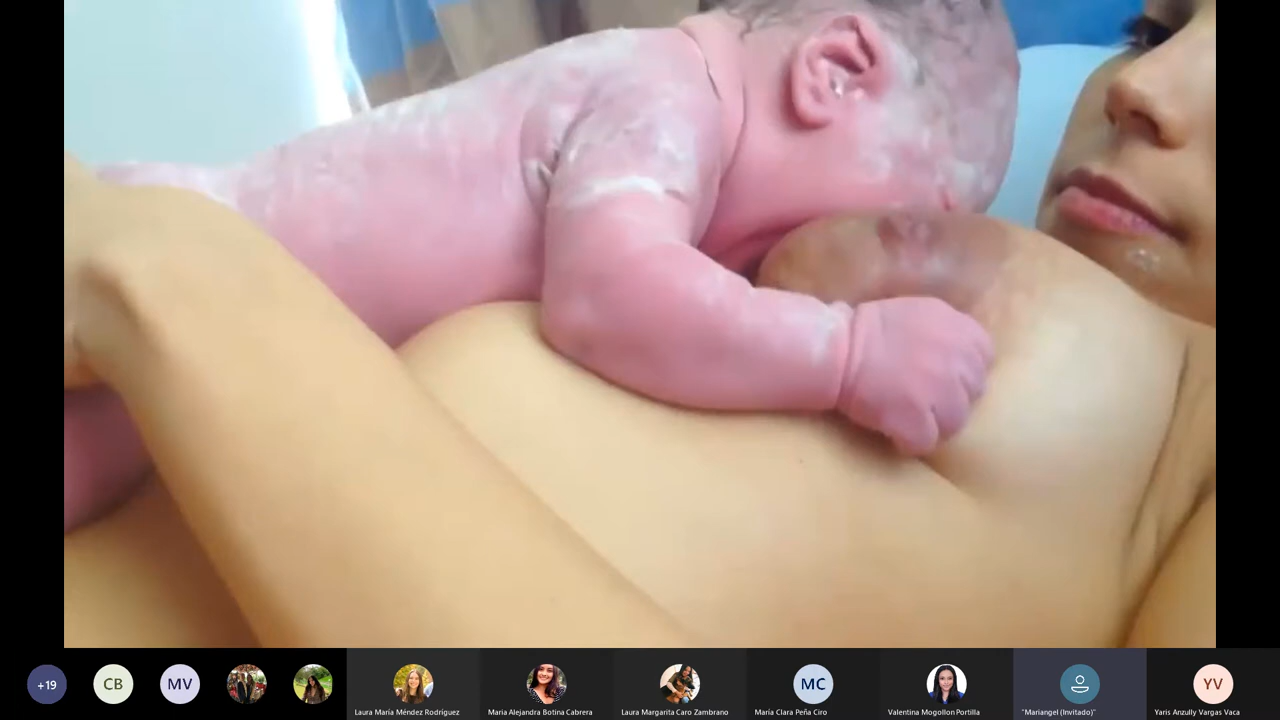 +19
CB
MV
Laura María Méndez Rodríguez
Maria Alejandra Botina Cabrera
Laura Margarita Caro Zambrano
MC
María Clara Peña Ciro
Valentina Mogollon Portilla
"Mariangel (Invitado)"
YV
Yaris Anzully Vargas Vaca